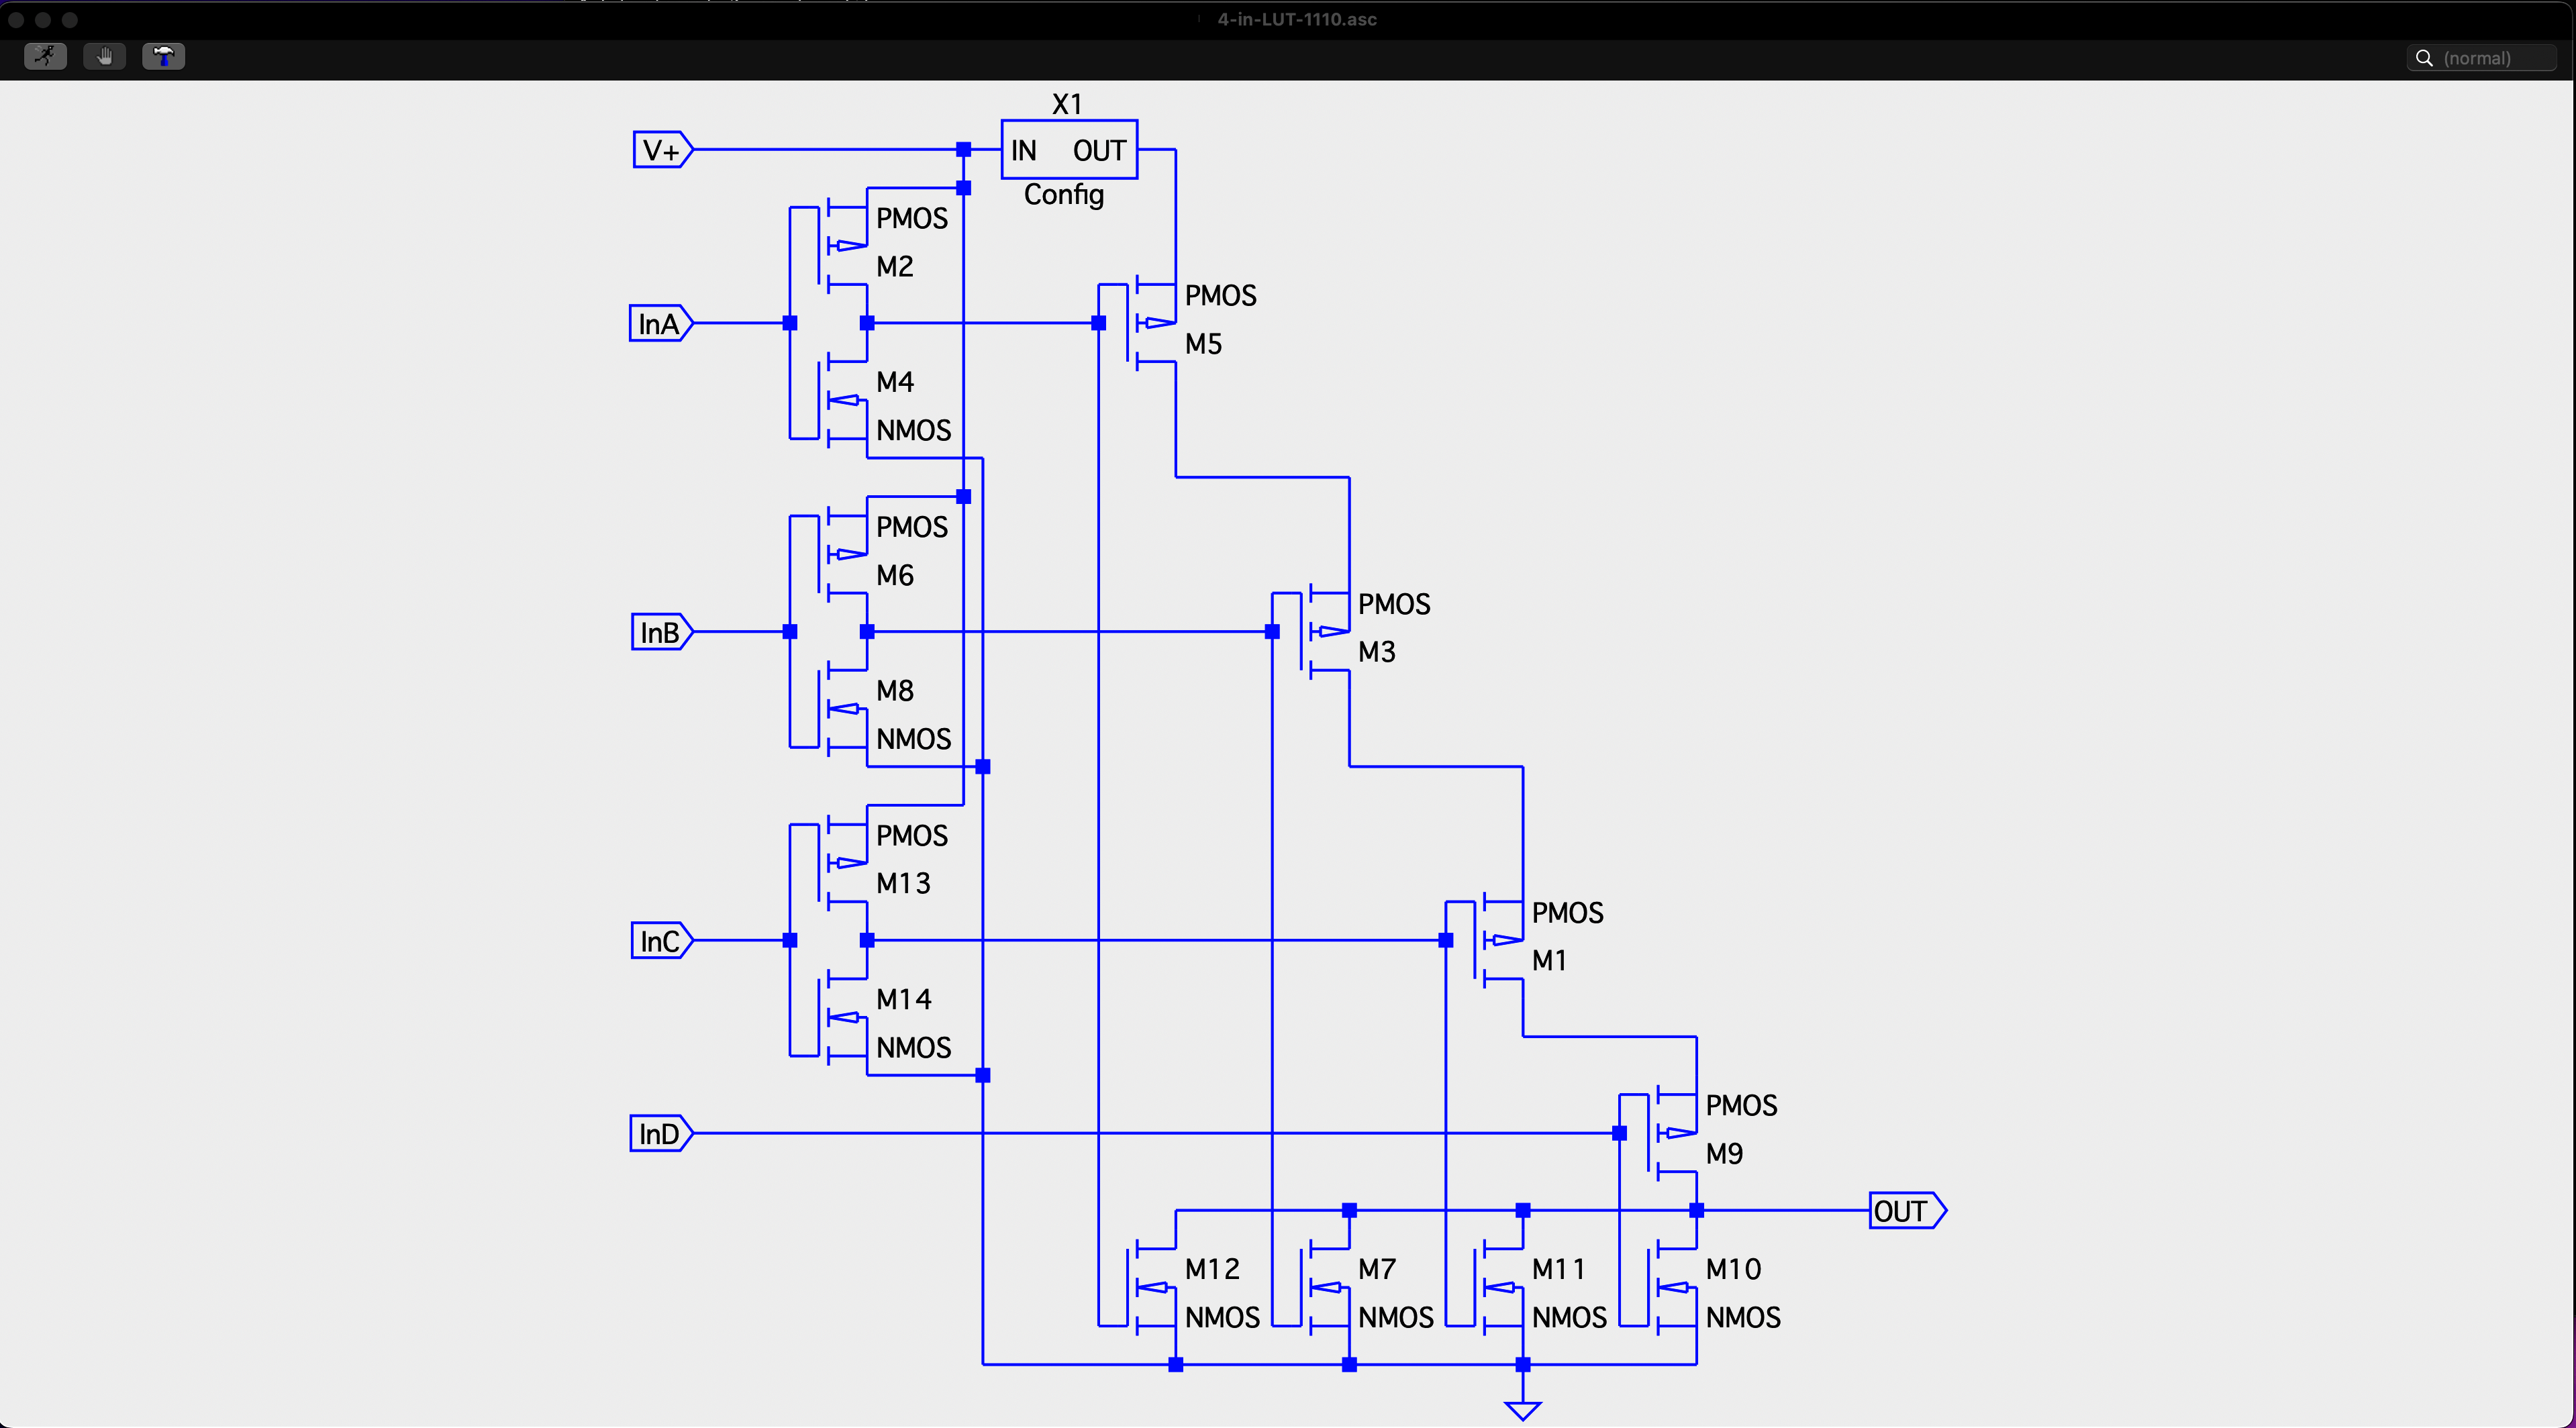 4-in-LUT-1110.asc
(normal)
X1
V+
IN OUT
Config
PMOS
M2
InA
PMOS
M5
M4
NMOS
PMOS
M6
InB
PMOS
M3
M8
NMOS
PMOS
M13
InC
PMOS
M1
M14
NMOS
InD
PMOS
M9
OUT
M12
NMOS
M7
NMOS
M11
NMOS
M10
NMOS